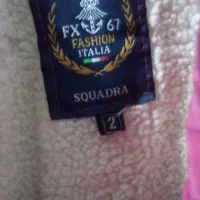 FX 67
FASHION
ITALIA
SQUADRA
2